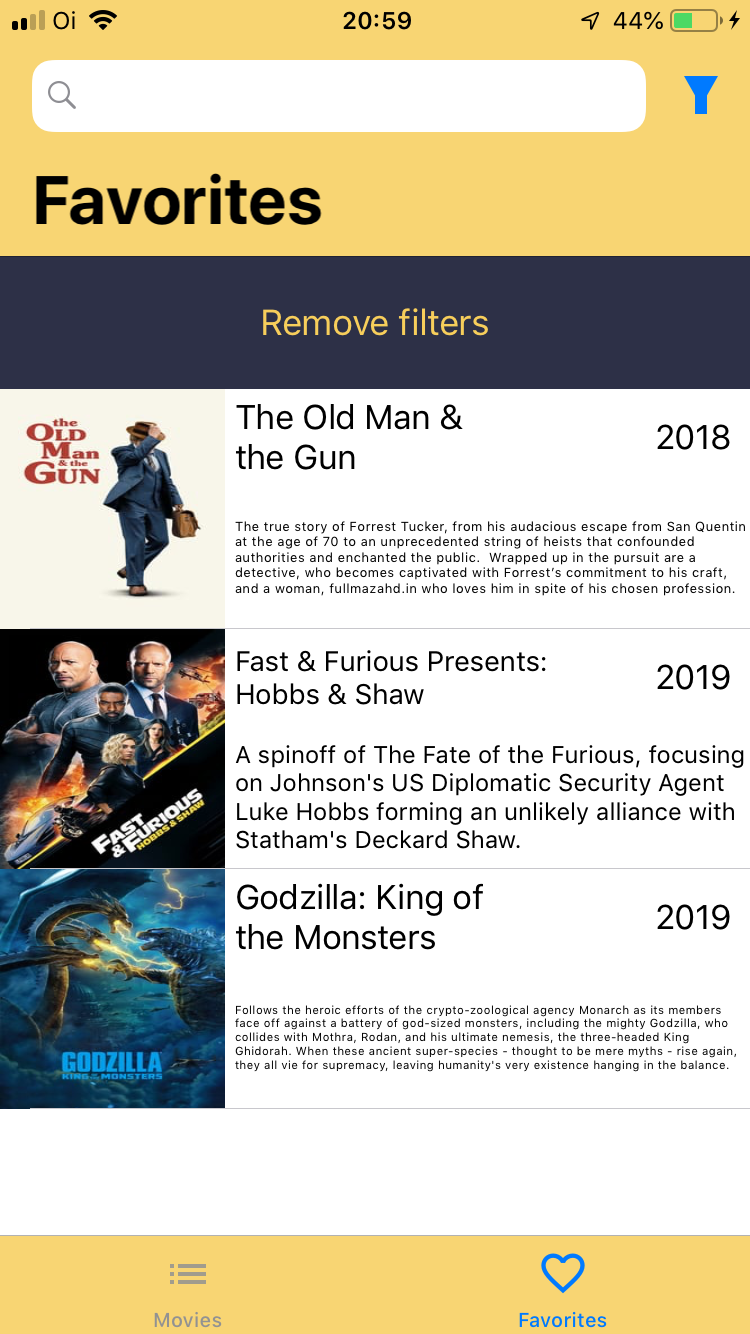 Oi 20:59 44%
Favorites
Remove filters
the
OLD
Man
& the
GUN
The Old Man &
the Gun
2018
The true story of Forrest Tucker, from his audacious escape from San Quentin
at the age of 70 to an unprecedented string of heists that confounded
authorities and enchanted the public.  Wrapped up in the pursuit are a
detective, who becomes captivated with Forrest’s commitment to his craft,
and a woman, fullmazahd.in who loves him in spite of his chosen profession.
FAST
& FURIOUS
HOBBS & SHAW
Fast & Furious Presents:
Hobbs & Shaw
2019
A spinoff of The Fate of the Furious, focusing
on Johnson's US Diplomatic Security Agent
Luke Hobbs forming an unlikely alliance with
Statham's Deckard Shaw.
GODZILLA
KING OF THE MONSTERS
Godzilla: King of
the Monsters
2019
Follows the heroic efforts of the crypto-zoological agency Monarch as its members
face off against a battery of god-sized monsters, including the mighty Godzilla, who
collides with Mothra, Rodan, and his ultimate nemesis, the three-headed King
Ghidorah. When these ancient super-species - thought to be mere myths - rise again,
they all vie for supremacy, leaving humanity's very existence hanging in the balance.
Movies
Favorites